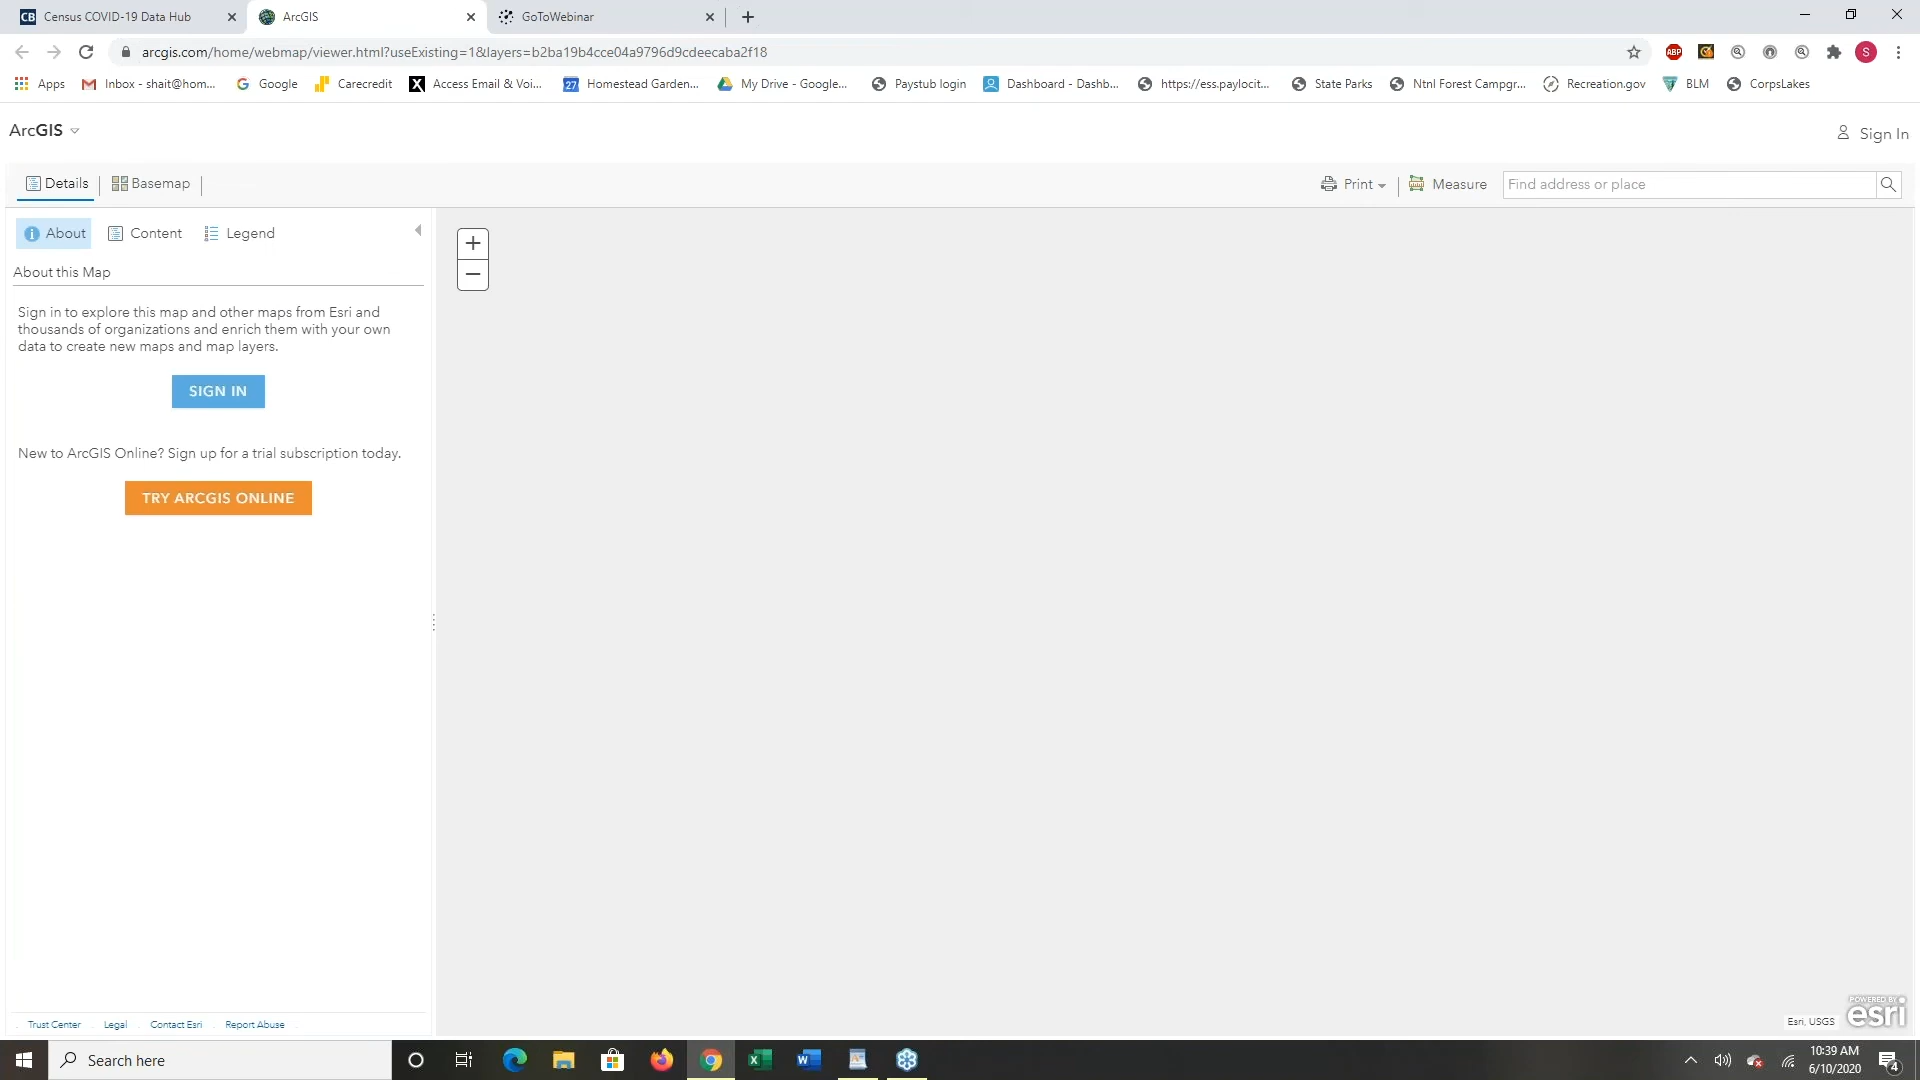 CB Census COVID-19 Data Hub
ArcGIS
GoToWebinar
arcgis.com/home/webmap/viewer.html?useExisting=1&layers=b2ba19b4cce04a9796d9cdeecaba2f18
ABP
S
Apps
Inbox - shait@hom...
Google
Carecredit
Access Email & Voi...
27 Homestead Garden...
My Drive - Google...
Paystub login
Dashboard - Dashb...
https://ess.paylocit...
State Parks
Ntnl Forest Campgr...
Recreation.gov
BLM
CorpsLakes
ArcGIS
Sign In
Details
Basemap
Print
Measure
Find address or place
About
Content
Legend
About this Map
Sign in to explore this map and other maps from Esri and
thousands of organizations and enrich them with your own
data to create new maps and map layers.
SIGN IN
New to ArcGIS Online? Sign up for a trial subscription today.
TRY ARCGIS ONLINE
Trust Center
Legal
Contact Esri
Report Abuse
Esri, USGS
POWERED BY
esri
Search here
10:39 AM
6/10/2020
4